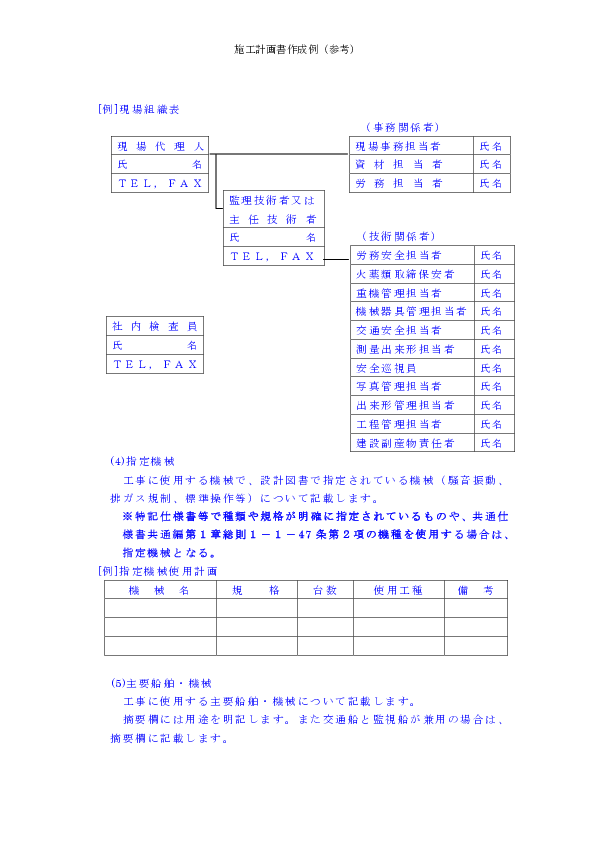 施工計画書作成例（参考）
[例]現場組織表
（事務関係者）
現場代理人
氏名
TEL, FAX
現場事務担当者 氏名
資材担当者 氏名
労務担当者 氏名
監理技術者又は
主任技術者
氏名
TEL, FAX
（技術関係者）
労務安全担当者 氏名
火薬類取締保安者 氏名
重機管理担当者 氏名
機械器具管理担当者 氏名
交通安全担当者 氏名
測量出来形担当者 氏名
安全巡視員 氏名
写真管理担当者 氏名
出来形管理担当者 氏名
工程管理担当者 氏名
建設副産物責任者 氏名
社内検査員
氏名
TEL, FAX
(4)指定機械
工事に使用する機械で、設計図書で指定されている機械（騒音振動、
排ガス規制、標準操作等）について記載します。
※特記仕様書等で種類や規格が明確に指定されているものや、共通仕
様書共通編第１章総則１－１－47 条第２項の機種を使用する場合は、
指定機械となる。
[例]指定機械使用計画
機械名 規格 台数 使用工種 備考
(5)主要船舶・機械
工事に使用する主要船舶・機械について記載します。
摘要欄には用途を明記します。また交通船と監視船が兼用の場合は、
摘要欄に記載します。